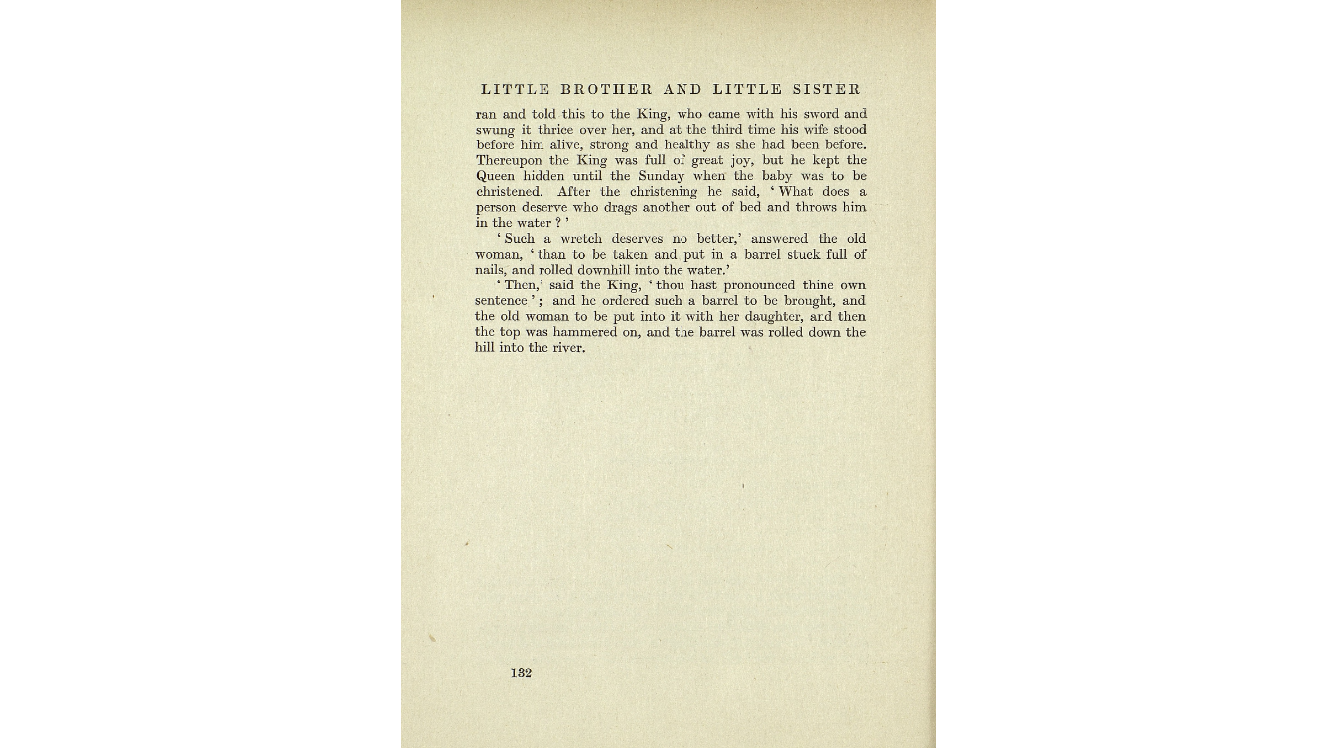 LITTLE BROTHER AND LITTLE SISTER
ran and told this to the King, who came with his sword and
swung it thrice over her, and at the third time his wife stood
before him alive, strong and healthy as she had been before.
Thereupon the King was full of great joy, but he kept the
Queen hidden until the Sunday when the baby was to be
christened. After the christening he said, ‘ What does a
person deserve who drags another out of bed and throws him
in the water ? ’
‘ Such a wretch deserves no better,’ answered the old
woman, ‘ than to be taken and put in a barrel stuck full of
nails, and rolled downhill into the water.’
‘ Then,’ said the King, ‘ thou hast pronounced thine own
sentence ’ ; and he ordered such a barrel to be brought, and
the old woman to be put into it with her daughter, and then
the top was hammered on, and the barrel was rolled down the
hill into the river.
132